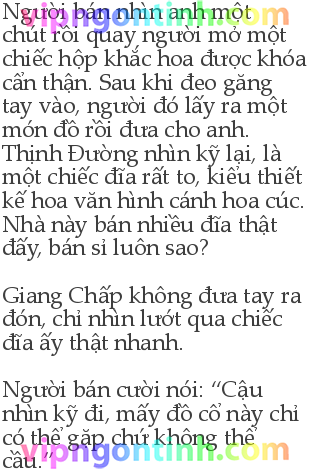 Người bán nhìn anh một
chút rồi quay người mở một
chiếc hộp khắc hoa được khóa
cẩn thận. Sau khi đeo găng
tay vào, người đó lấy ra một
món đồ rồi đưa cho anh.
Thịnh Đường nhìn kỹ lại, là
một chiếc đĩa rất to, kiểu thiết
kế hoa văn hình cánh hoa cúc.
Nhà này bán nhiều đĩa thật
đấy, bán sỉ luôn sao?
Giang Chấp không đưa tay ra
đón, chỉ nhìn lướt qua chiếc
đĩa ấy thật nhanh.
Người bán cười nói: “Cậu
nhìn kỹ đi, mấy đồ cổ này chỉ
có thể gặp chứ không thể
cầu.”
vipngontinh.com
vipngontinh.com